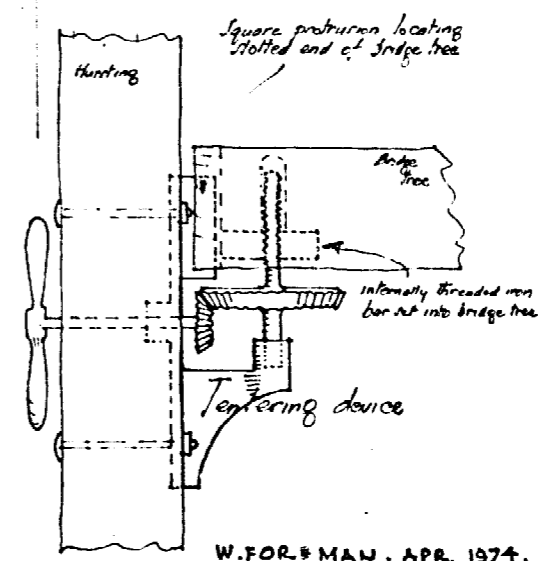 Square protrusion locating
slotted end of bridge tree
Hursting
Bridge
tree
internally threaded iron
bar set into bridge tree
Tentering device
W. FOREMAN. APR. 1974.